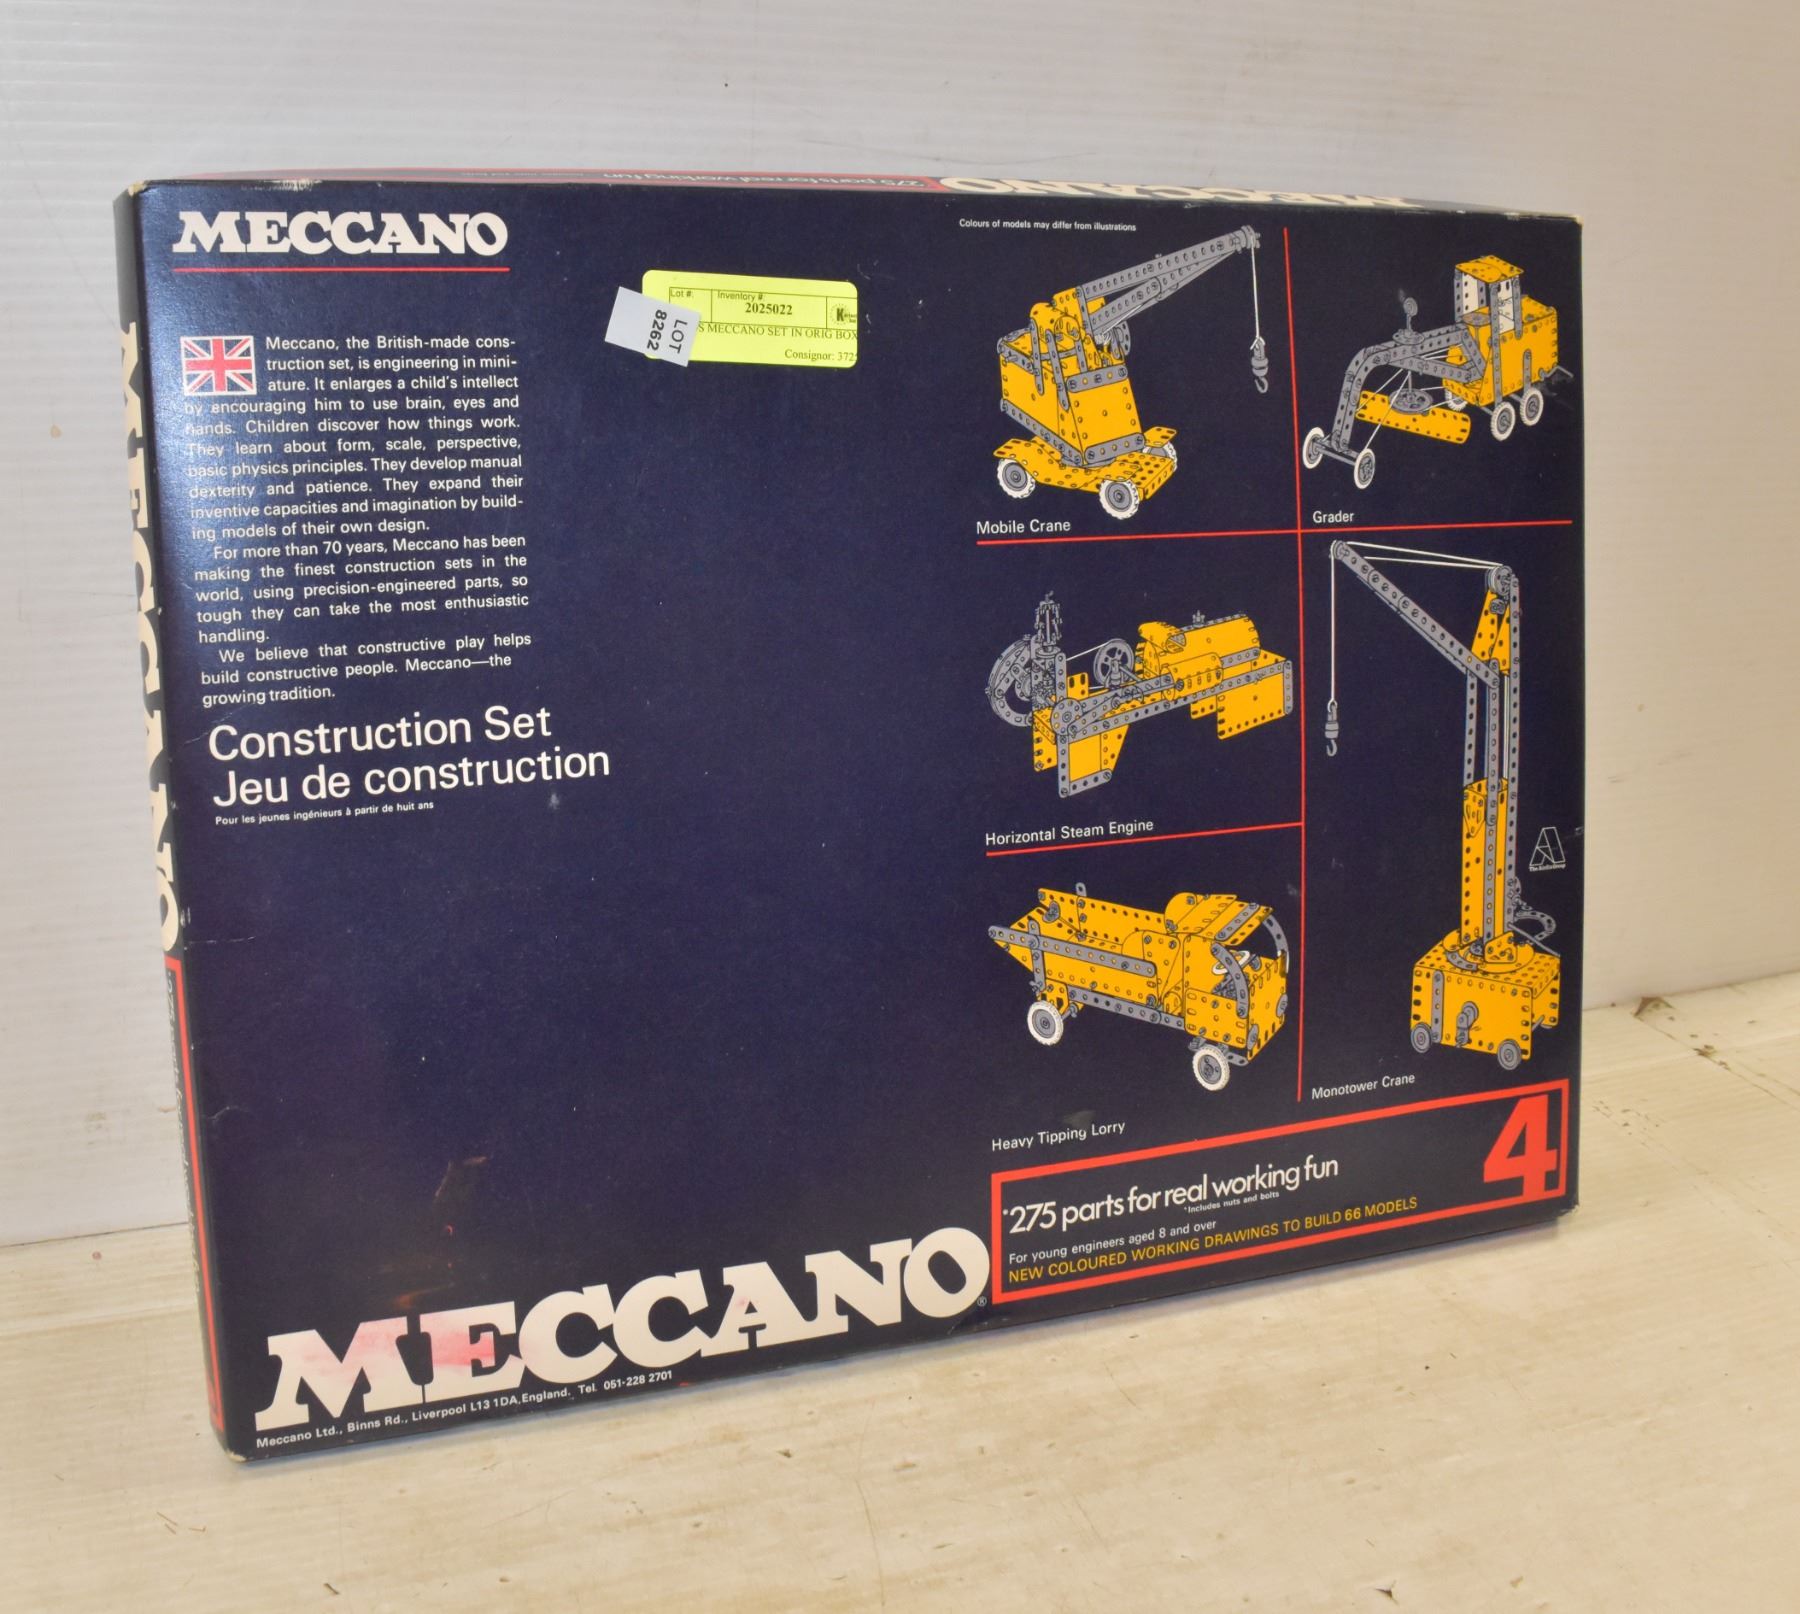 MECCANO
275 parts for real working fun
MECCANO
Meccano, the British-made cons-
truction set, is engineering in mini-
ature. It enlarges a child's intellect
by encouraging him to use brain, eyes and
hands. Children discover how things work.
They learn about form, scale, perspective,
basic physics principles. They develop manual
dexterity and patience. They expand their
inventive capacities and imagination by build-
ing models of their own design.
For more than 70 years, Meccano has been
making the finest construction sets in the
world, using precision-engineered parts, so
tough they can take the most enthusiastic
handling.
We believe that constructive play helps
build constructive people. Meccano—the
growing tradition.
Construction Set
Jeu de construction
Pour les jeunes ingénieurs à partir de huit ans
LOT
8262
Lot #:
Inventory #:
2025022
S MECCANO SET IN ORIG BOX
Consignor: 372
Colours of models may differ from illustrations
Mobile Crane
Grader
Horizontal Steam Engine
Heavy Tipping Lorry
Monotower Crane
4
*275 parts for real working fun
*Includes nuts and bolts
For young engineers aged 8 and over
NEW COLOURED WORKING DRAWINGS TO BUILD 66 MODELS
MECCANO®
Meccano Ltd., Binns Rd., Liverpool L13 1DA, England. Tel. 051-228 2701
MECCANO